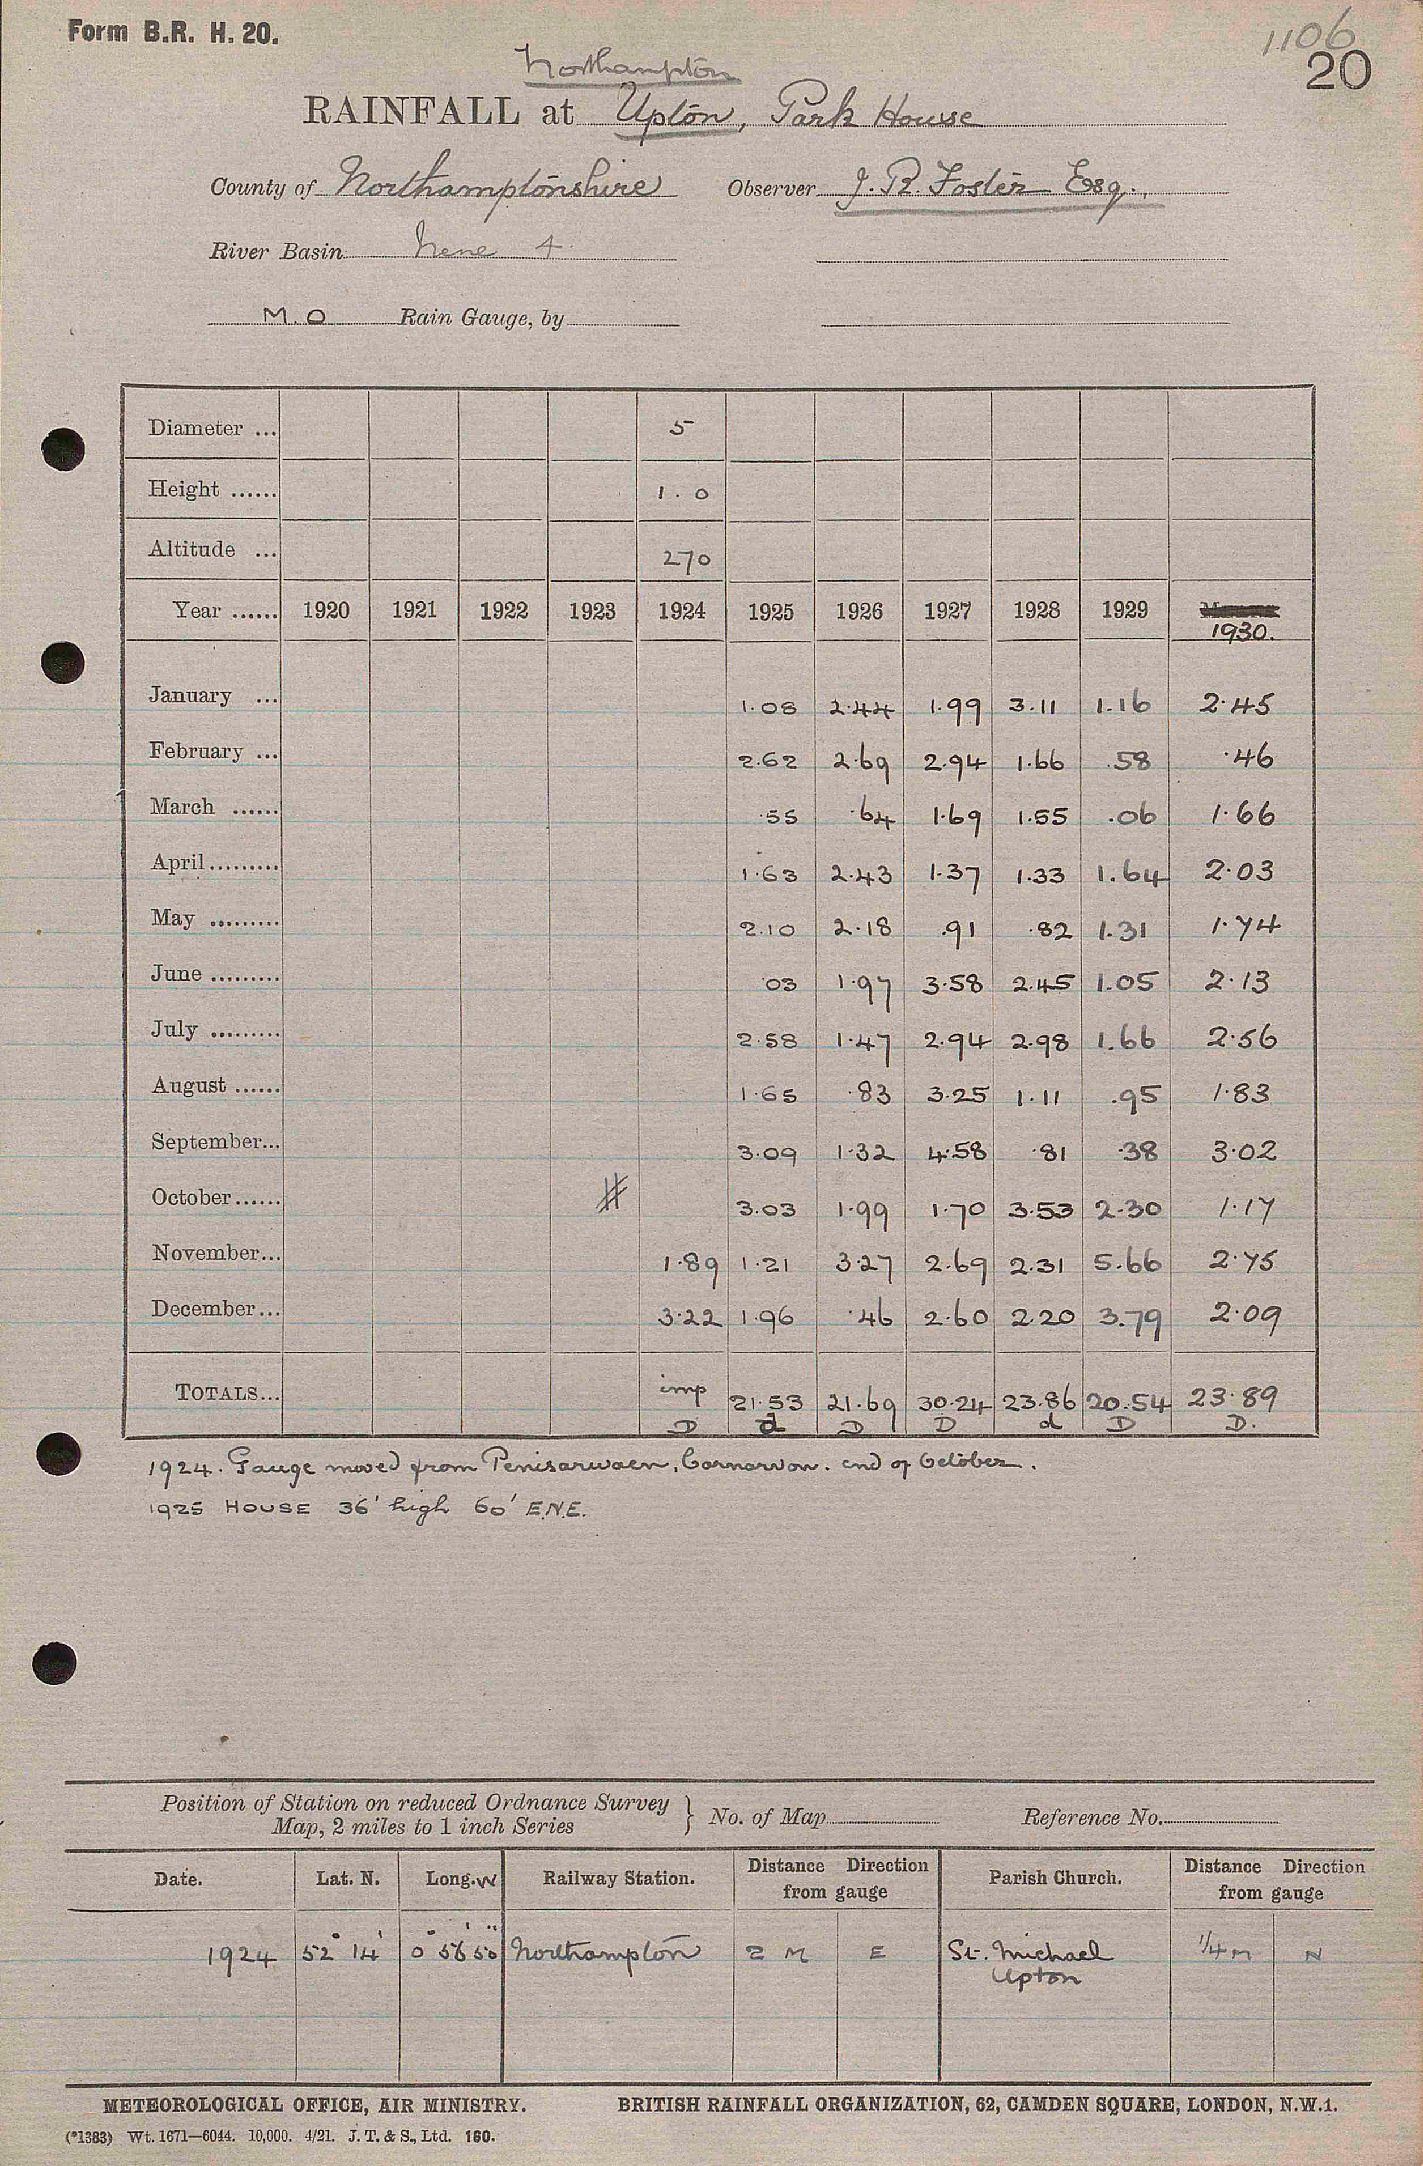 Form B.R. H. 20.
1106
20
Northampton
RAINFALL at Upton, Park House
County of Northamptonshire Observer J. R. Foster Esq.
River Basin Nene 4
M.O Rain Gauge, by
Diameter ... 5
Height ...... 1.0
Altitude ... 270
Year ...... 1920 1921 1922 1923 1924 1925 1926 1927 1928 1929 1930.
January ... 1.08 2.44 1.99 3.11 1.16 2.45
February ... 2.62 2.69 2.94 1.66 .58 .46
March ...... .55 .64 1.69 1.55 .06 1.66
April ......... 1.63 2.43 1.37 1.33 1.64 2.03
May ......... 2.10 2.18 .91 .82 1.31 1.74
June ......... .03 1.97 3.58 2.45 1.05 2.13
July ......... 2.58 1.47 2.94 2.98 1.66 2.56
August ...... 1.65 .83 3.25 1.11 .95 1.83
September... 3.09 1.32 4.58 .81 .38 3.02
October...... # 3.03 1.99 1.70 3.53 2.30 1.17
November... 1.89 1.21 3.27 2.69 2.31 5.66 2.75
December... 3.22 1.96 .46 2.60 2.20 3.79 2.09
TOTALS... imp 21.53 21.69 30.24 23.86 20.54 23.89
D d D D d D D.
1924. Gauge moved from Penisarwaen, Carnarvon. end of October.
1925 HOUSE 36' high 60' E.N.E.
Position of Station on reduced Ordnance Survey
Map, 2 miles to 1 inch Series } No. of Map Reference No.
Date. Lat. N. Long. W Railway Station. Distance Direction from gauge Parish Church. Distance Direction from gauge
1924 52° 14' 0° 56' 50" Northampton 2 M E St. Michael 1/4 M N
Upton
METEOROLOGICAL OFFICE, AIR MINISTRY. BRITISH RAINFALL ORGANIZATION, 62, CAMDEN SQUARE, LONDON, N.W.1.
(*1383) Wt. 1671—6044. 10,000. 4/21. J. T. & S., Ltd. 160.